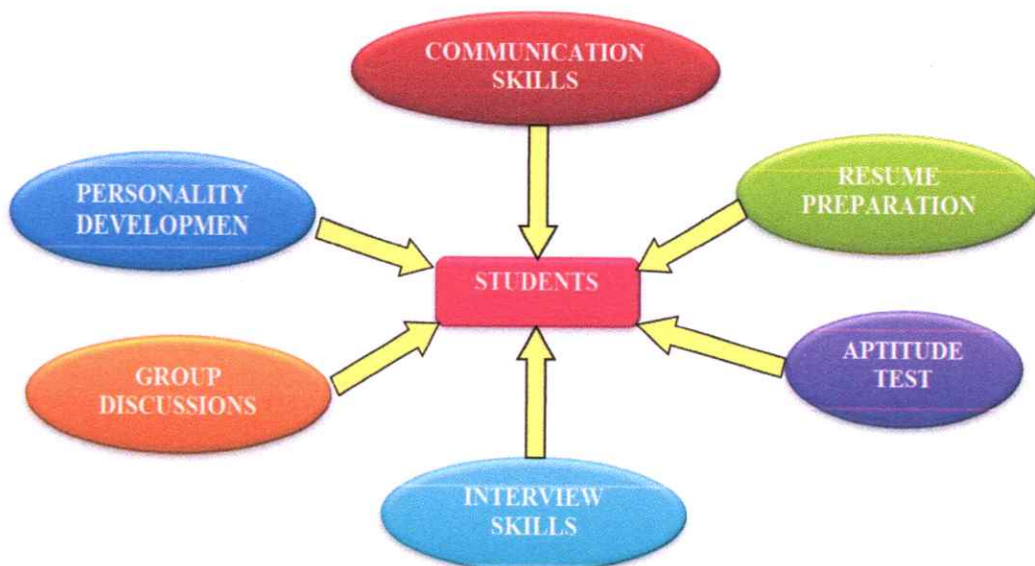 COMMUNICATION
SKILLS
PERSONALITY
DEVELOPMEN
RESUME
PREPARATION
STUDENTS
GROUP
DISCUSSIONS
APTITUDE
TEST
INTERVIEW
SKILLS